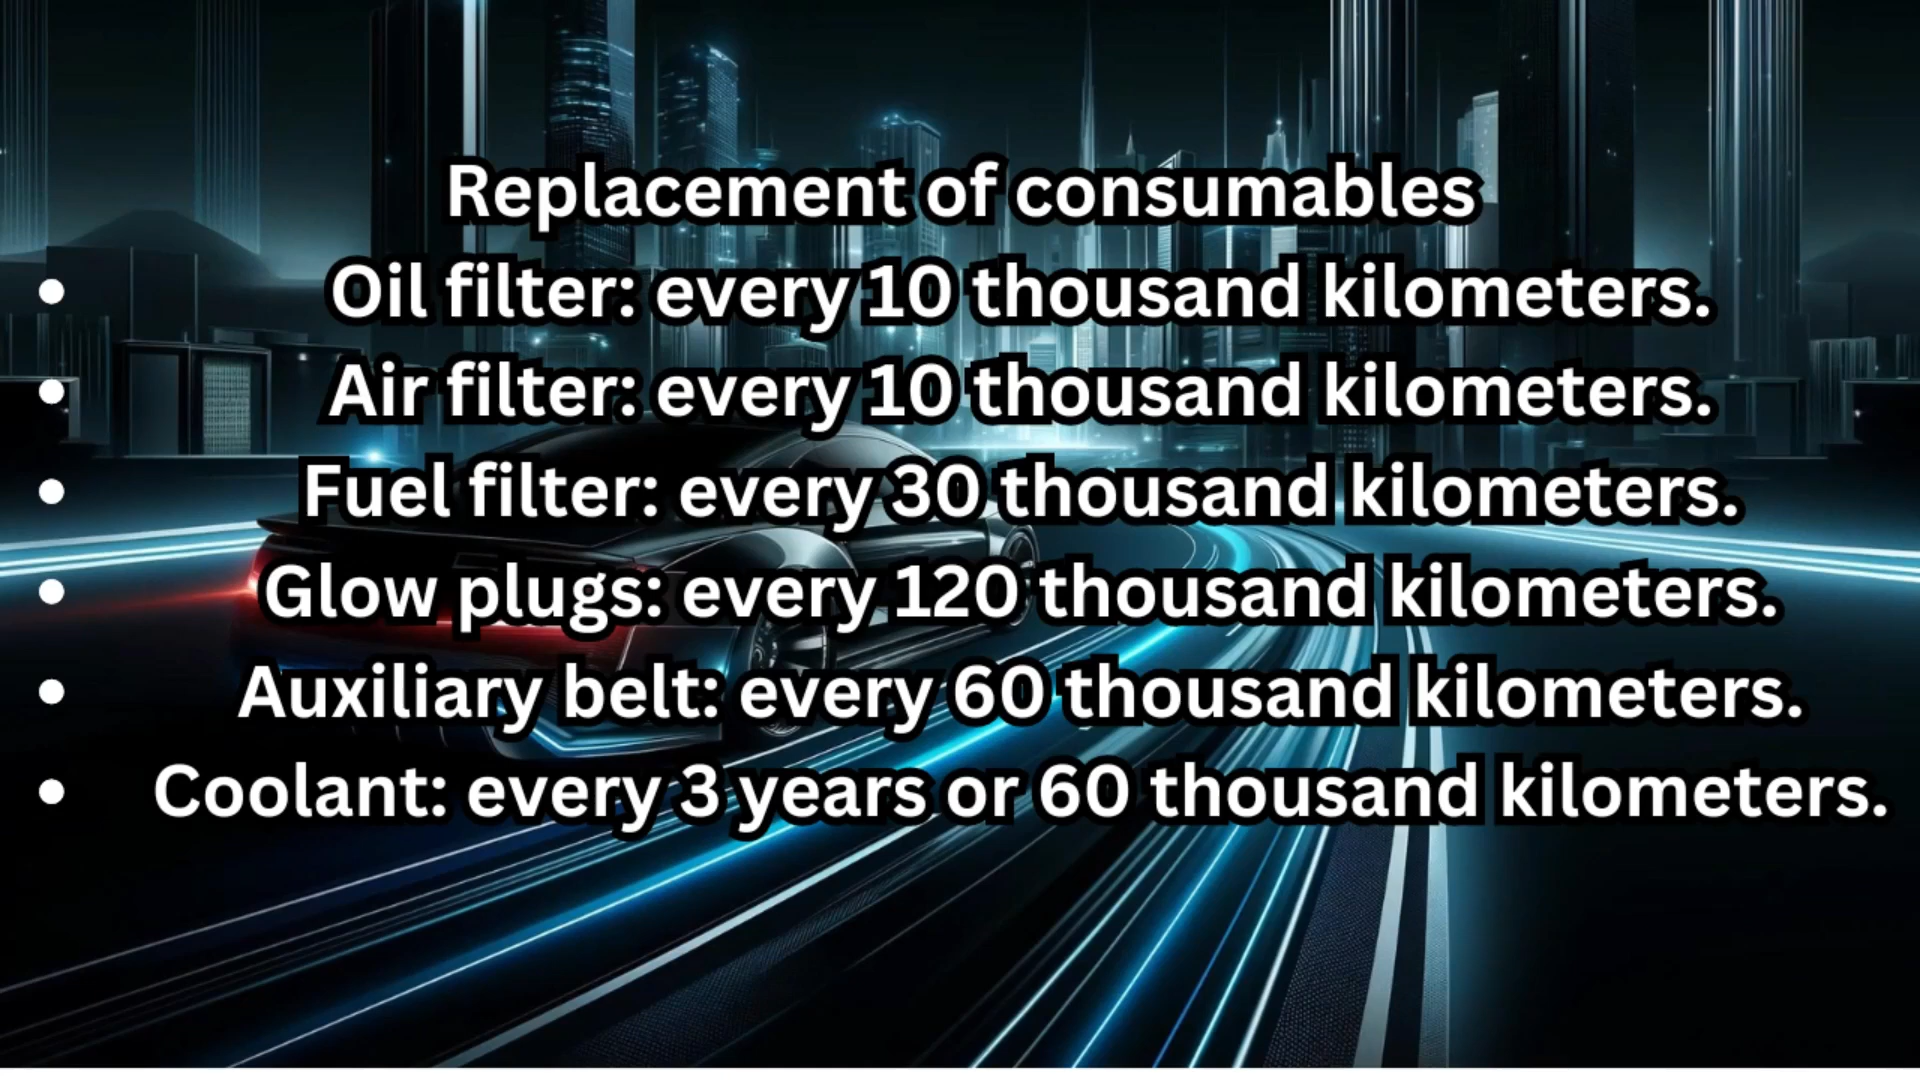 Replacement of consumables
• Oil filter: every 10 thousand kilometers.
• Air filter: every 10 thousand kilometers.
• Fuel filter: every 30 thousand kilometers.
• Glow plugs: every 120 thousand kilometers.
• Auxiliary belt: every 60 thousand kilometers.
• Coolant: every 3 years or 60 thousand kilometers.